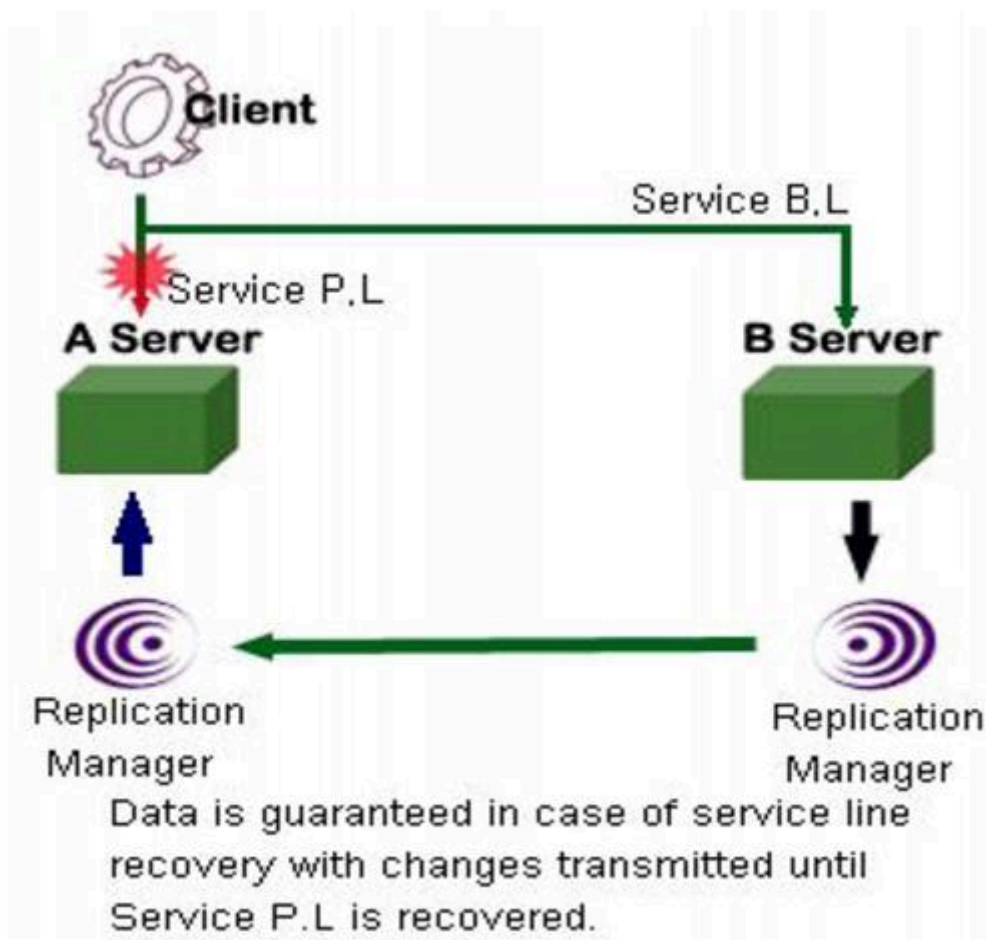 Client
Service B.L
Service P.L
A Server
B Server
Replication
Manager
Replication
Manager
Data is guaranteed in case of service line
recovery with changes transmitted until
Service P.L is recovered.